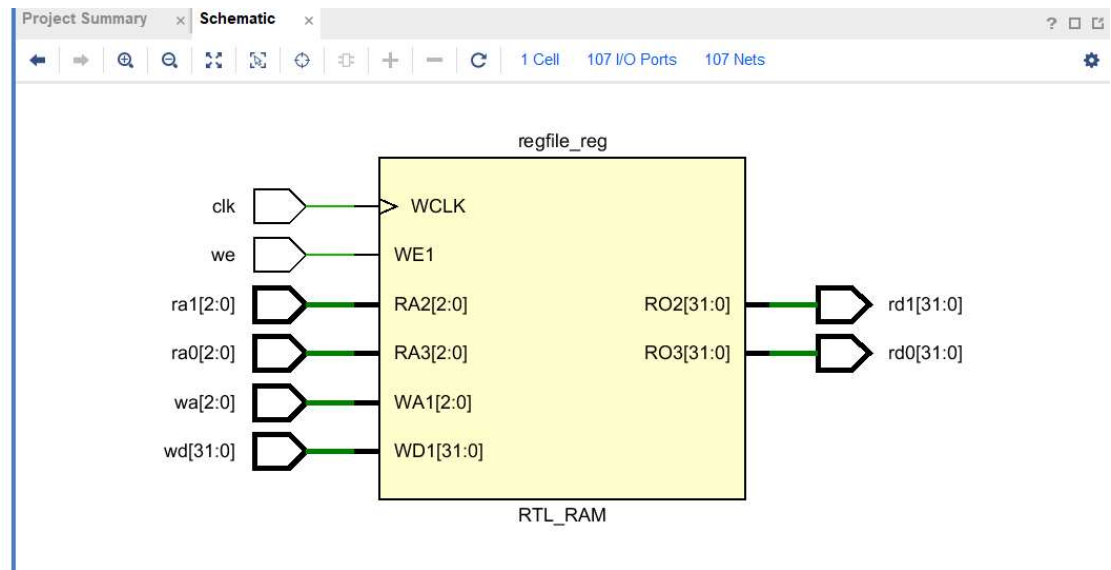 Project Summary × Schematic × ?
1 Cell 107 I/O Ports 107 Nets
regfile_reg
clk WCLK
we WE1
ra1[2:0] RA2[2:0] RO2[31:0] rd1[31:0]
ra0[2:0] RA3[2:0] RO3[31:0] rd0[31:0]
wa[2:0] WA1[2:0]
wd[31:0] WD1[31:0]
RTL_RAM